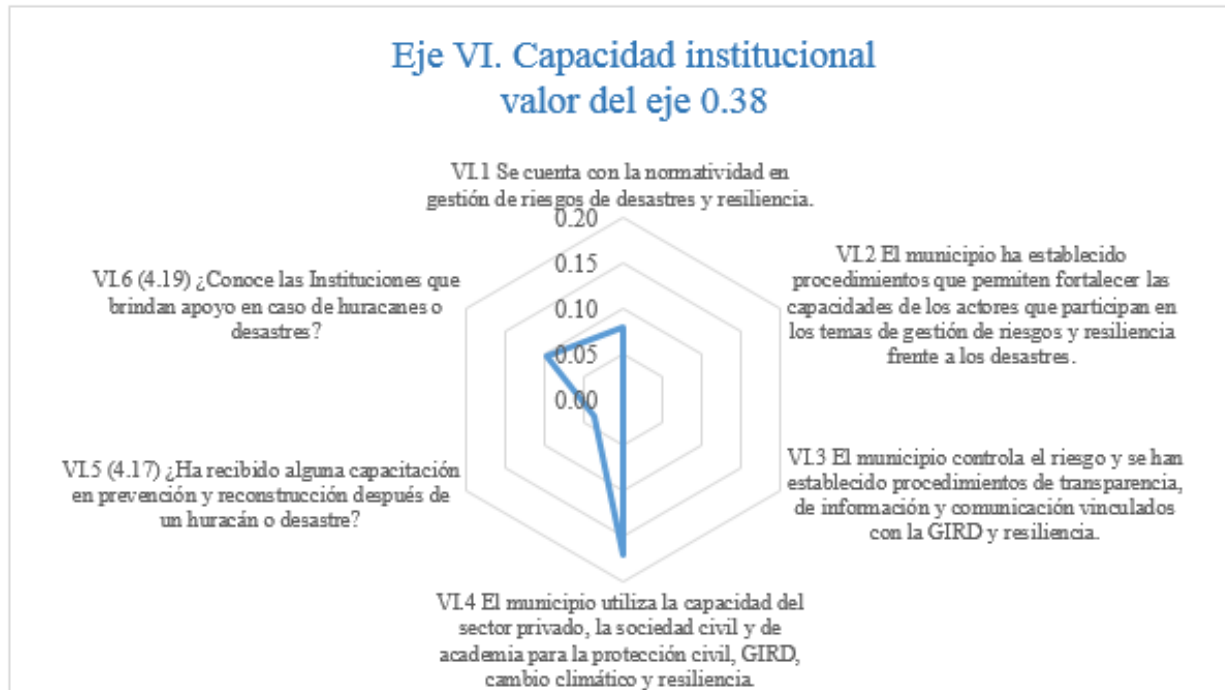 Eje VI. Capacidad institucional
valor del eje 0.38
VI.1 Se cuenta con la normatividad en
gestión de riesgos de desastres y resiliencia.
0.20
0.15
0.10
0.05
0.00
VI.2 El municipio ha establecido
procedimientos que permiten fortalecer las
capacidades de los actores que participan en
los temas de gestión de riesgos y resiliencia
frente a los desastres.
VI.3 El municipio controla el riesgo y se han
establecido procedimientos de transparencia,
de información y comunicación vinculados
con la GIRD y resiliencia.
VI.4 El municipio utiliza la capacidad del
sector privado, la sociedad civil y de
academia para la protección civil, GIRD,
cambio climático y resiliencia.
VI.5 (4.17) ¿Ha recibido alguna capacitación
en prevención y reconstrucción después de
un huracán o desastre?
VI.6 (4.19) ¿Conoce las Instituciones que
brindan apoyo en caso de huracanes o
desastres?